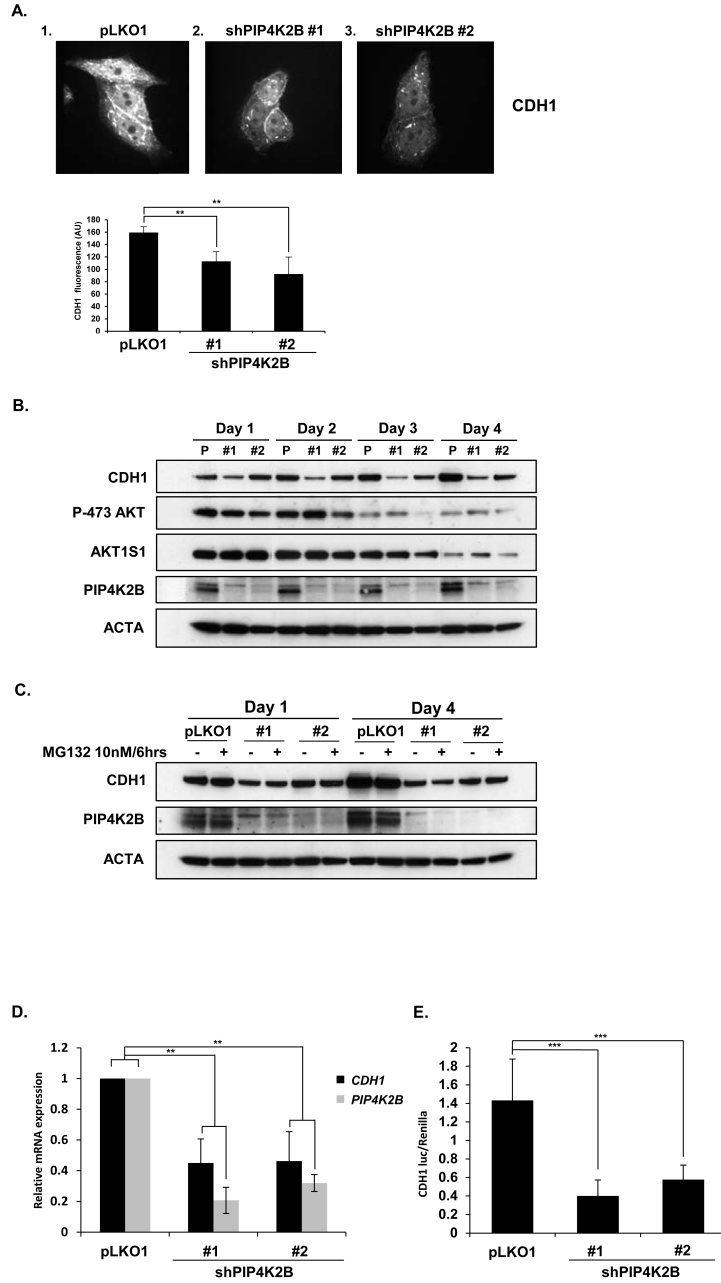 A.
1. pLKO1 2. shPIP4K2B #1 3. shPIP4K2B #2
CDH1
** 
**
CDH1 fluorescence (AU)
180
160
140
120
100
80
60
40
20
0
pLKO1 #1 #2
shPIP4K2B
B.
Day 1 Day 2 Day 3 Day 4
P #1 #2 P #1 #2 P #1 #2 P #1 #2
CDH1
P-473 AKT
AKT1S1
PIP4K2B
ACTA
C.
Day 1 Day 4
pLKO1 #1 #2 pLKO1 #1 #2
MG132 10nM/6hrs - + - + - + - + - + - +
CDH1
PIP4K2B
ACTA
D.
Relative mRNA expression
1.2
1
0.8
0.6
0.4
0.2
0
**
**
CDH1
PIP4K2B
pLKO1 #1 #2
shPIP4K2B
E.
CDH1 luc/Renilla
2
1.8
1.6
1.4
1.2
1
0.8
0.6
0.4
0.2
0
***
***
pLKO1 #1 #2
shPIP4K2B